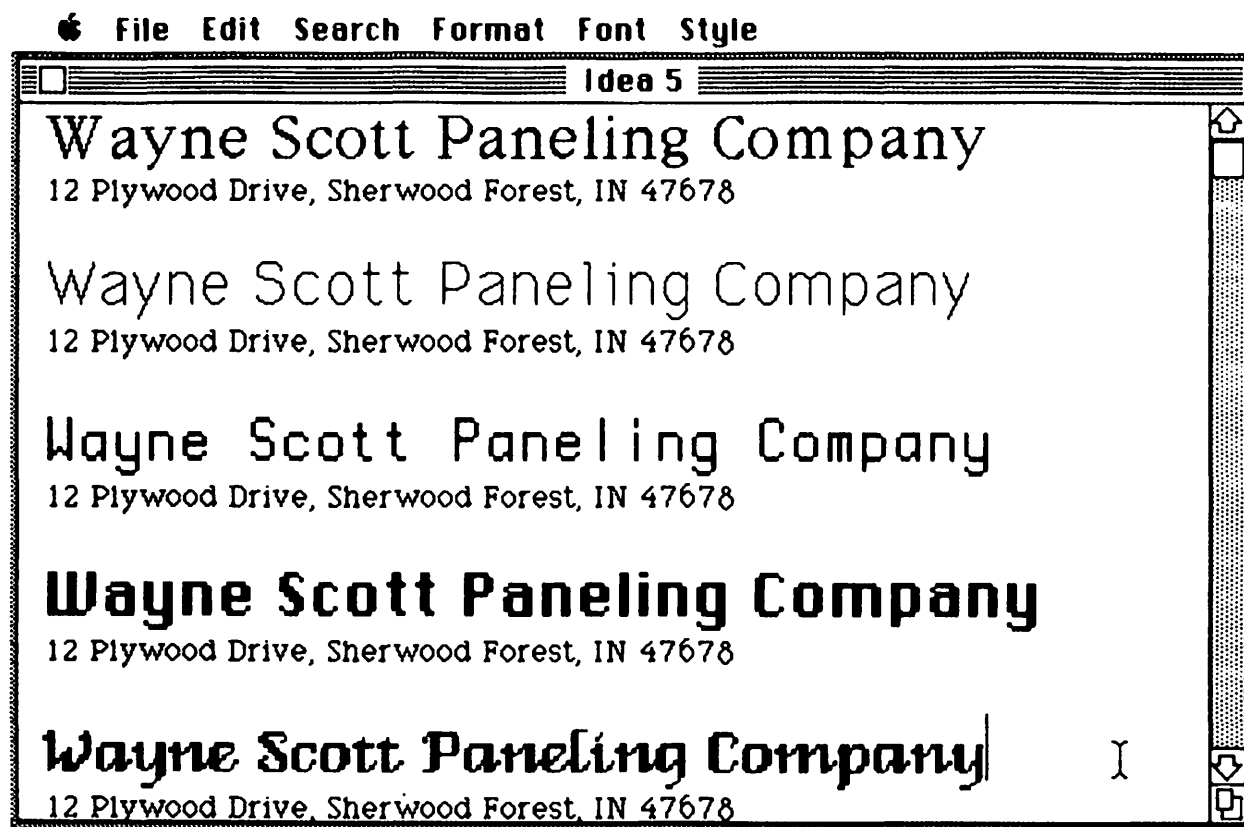 File Edit Search Format Font Style
Idea 5
Wayne Scott Paneling Company
12 Plywood Drive, Sherwood Forest, IN 47678
Wayne Scott Paneling Company
12 Plywood Drive, Sherwood Forest, IN 47678
Wayne Scott Paneling Company
12 Plywood Drive, Sherwood Forest, IN 47678
Wayne Scott Paneling Company
12 Plywood Drive, Sherwood Forest, IN 47678
Wayne Scott Paneling Company
12 Plywood Drive, Sherwood Forest, IN 47678